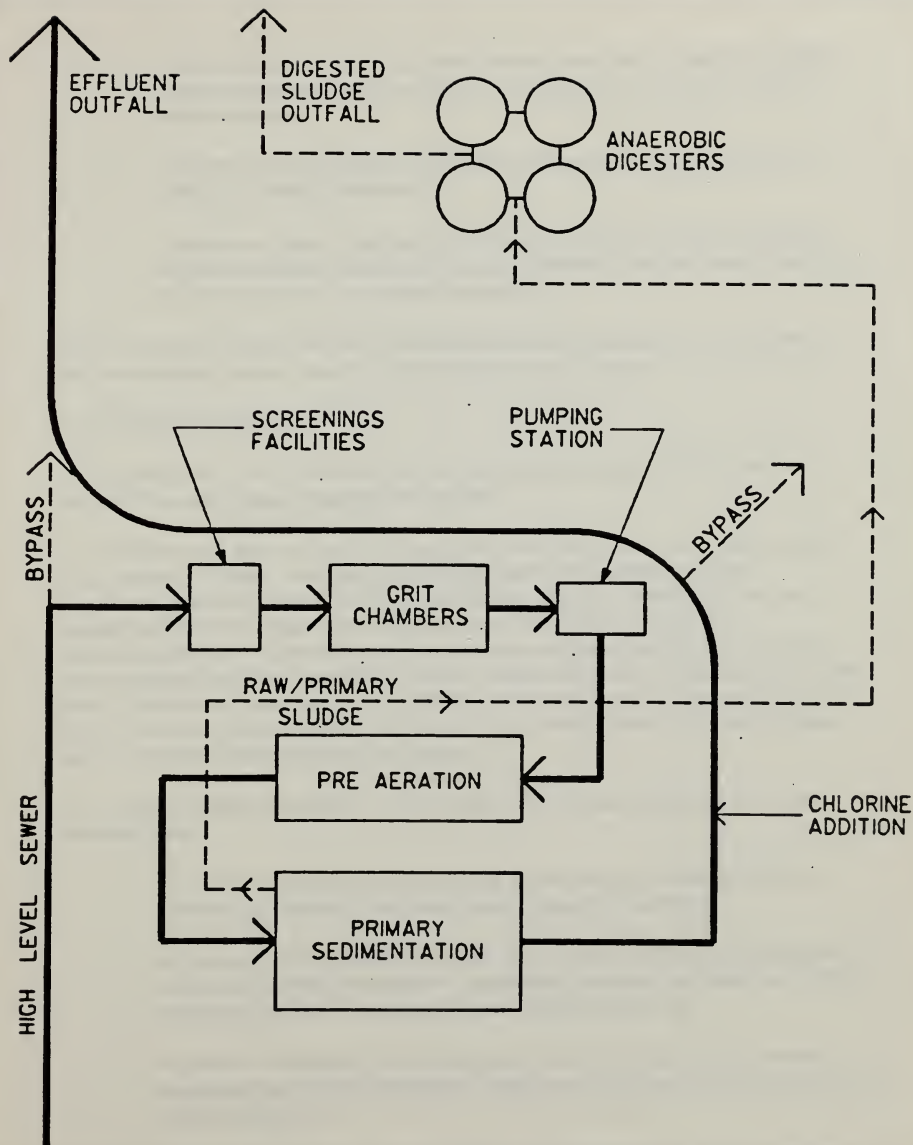 EFFLUENT
OUTFALL
DIGESTED
SLUDGE
OUTFALL
ANAEROBIC
DIGESTERS
SCREENINGS
FACILITIES
PUMPING
STATION
BYPASS
BYPASS
GRIT
CHAMBERS
RAW/PRIMARY
SLUDGE
PRE AERATION
CHLORINE
ADDITION
PRIMARY
SEDIMENTATION
HIGH LEVEL SEWER